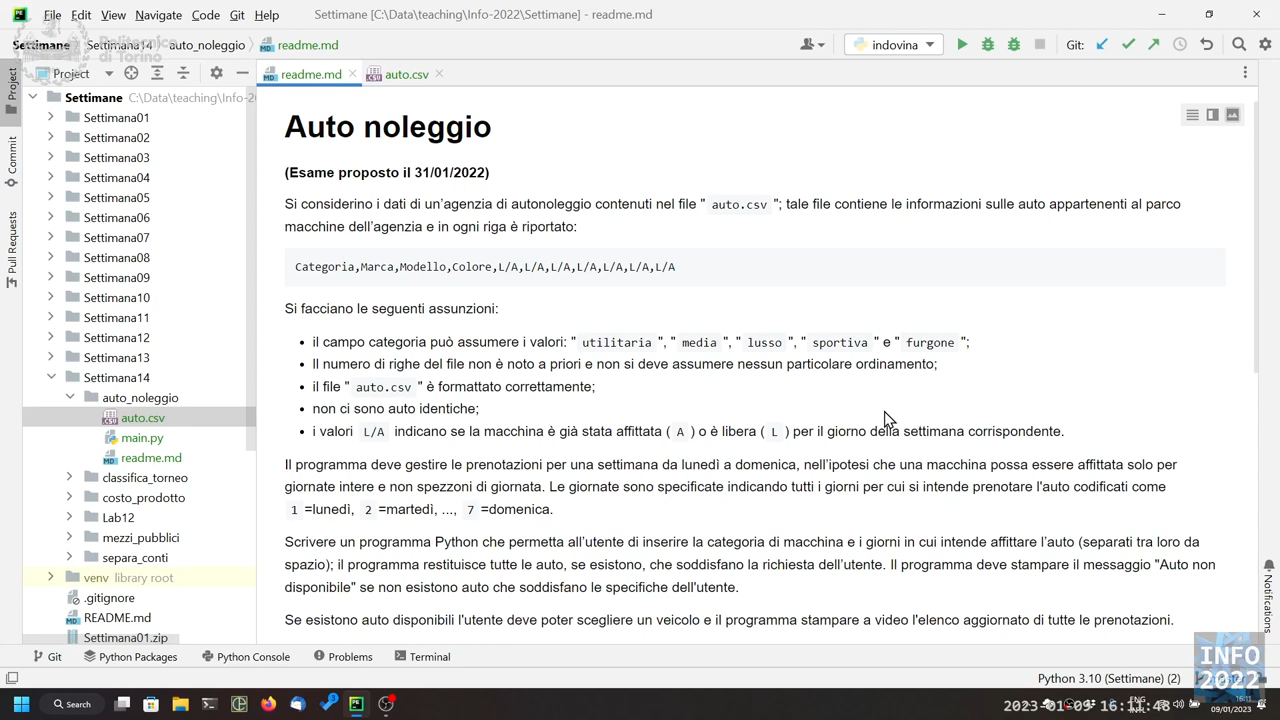 File Edit View Navigate Code Git Help Settimane [C:\Data\teaching\Info-2022\Settimane] - readme.md
Settimane Settimane14 auto_noleggio readme.md indovina Git:
Politecnico
di Torino
Project readme.md auto.csv
Settimane C:\Data\teaching\Info-2
Settimana01
Settimana02
Settimana03
Settimana04
Settimana05
Settimana06
Settimana07
Settimana08
Settimana09
Settimana10
Settimana11
Settimana12
Settimana13
Settimana14
auto_noleggio
auto.csv
main.py
readme.md
classifica_torneo
costo_prodotto
Lab12
mezzi_pubblici
separa_conti
venv library root
.gitignore
README.md
Settimana01.zip
Project
Commit
Pull Requests
Auto noleggio
(Esame proposto il 31/01/2022)
Si considerino i dati di un’agenzia di autonoleggio contenuti nel file " auto.csv "; tale file contiene le informazioni sulle auto appartenenti al parco
macchine dell’agenzia e in ogni riga è riportato:
Categoria,Marca,Modello,Colore,L/A,L/A,L/A,L/A,L/A,L/A,L/A
Si facciano le seguenti assunzioni:
• il campo categoria può assumere i valori: " utilitaria ", " media ", " lusso ", " sportiva " e " furgone ";
• Il numero di righe del file non è noto a priori e non si deve assumere nessun particolare ordinamento;
• il file " auto.csv " è formattato correttamente;
• non ci sono auto identiche;
• i valori L/A indicano se la macchina è già stata affittata ( A ) o è libera ( L ) per il giorno della settimana corrispondente.
Il programma deve gestire le prenotazioni per una settimana da lunedì a domenica, nell’ipotesi che una macchina possa essere affittata solo per
giornate intere e non spezzoni di giornata. Le giornate sono specificate indicando tutti i giorni per cui si intende prenotare l'auto codificati come
1 =lunedì, 2 =martedì, ..., 7 =domenica.
Scrivere un programma Python che permetta all’utente di inserire la categoria di macchina e i giorni in cui intende affittare l’auto (separati tra loro da
spazio); il programma restituisce tutte le auto, se esistono, che soddisfano la richiesta dell’utente. Il programma deve stampare il messaggio "Auto non
disponibile" se non esistono auto che soddisfano le specifiche dell'utente.
Se esistono auto disponibili l'utente deve poter scegliere un veicolo e il programma stampare a video l'elenco aggiornato di tutte le prenotazioni.
Notifications
Git Python Packages Python Console Problems Terminal
Python 3.10 (Settimane) (2) master
INFO
2022
Search
ENG
16:11
09/01/2023